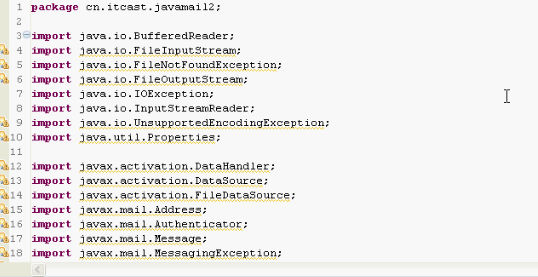 1 package cn.itcast.javamail2;
2
3 import java.io.BufferedReader;
4 import java.io.FileInputStream;
5 import java.io.FileNotFoundException;
6 import java.io.FileOutputStream;
7 import java.io.IOException;
8 import java.io.InputStreamReader;
9 import java.io.UnsupportedEncodingException;
10 import java.util.Properties;
11
12 import javax.activation.DataHandler;
13 import javax.activation.DataSource;
14 import javax.activation.FileDataSource;
15 import javax.mail.Address;
16 import javax.mail.Authenticator;
17 import javax.mail.Message;
18 import javax.mail.MessagingException;